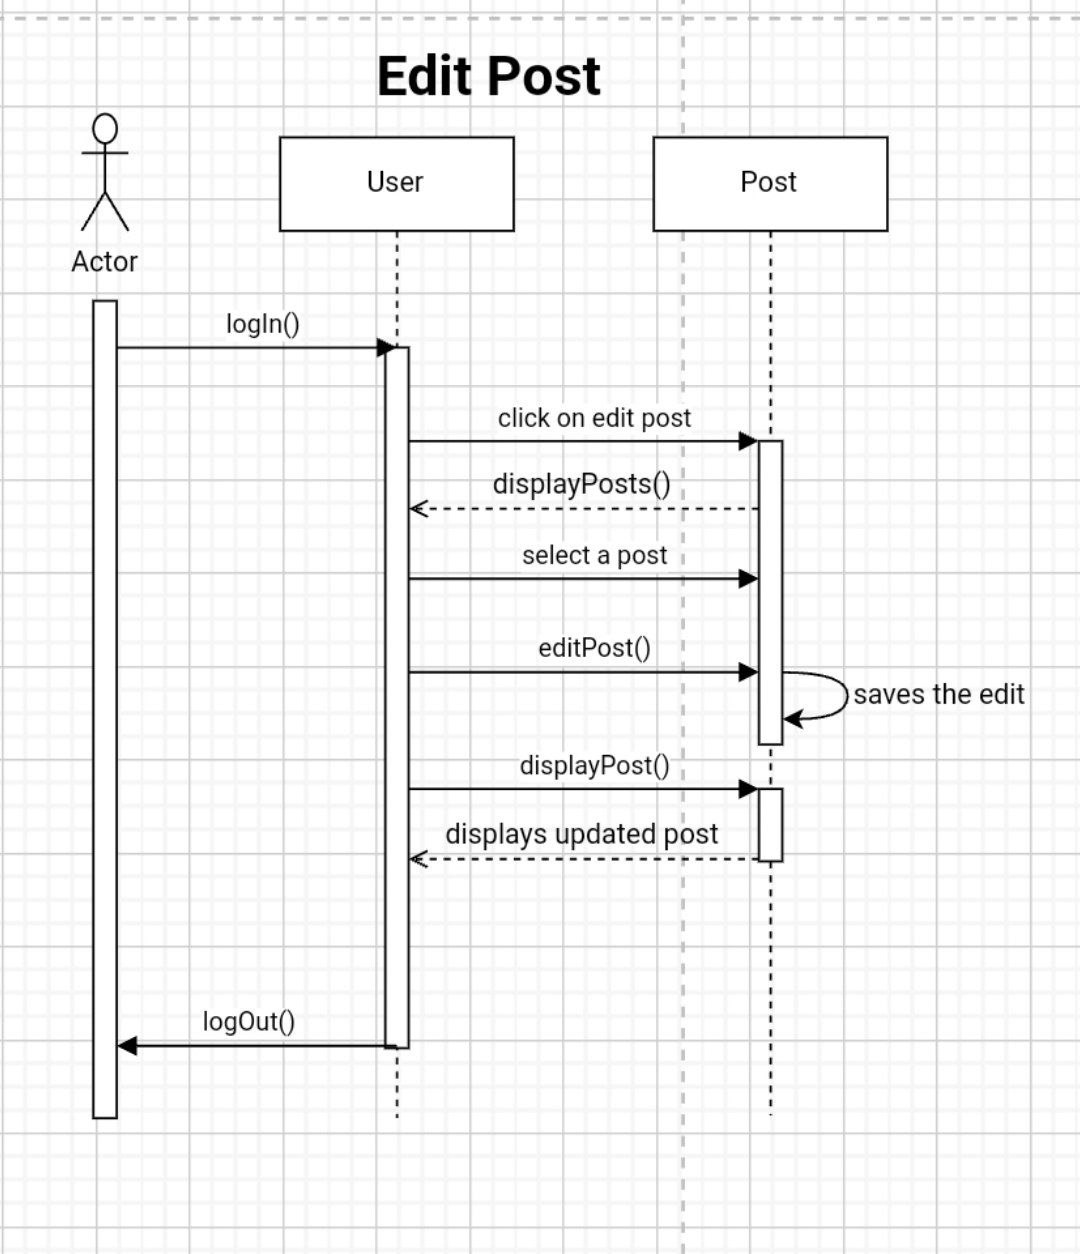 Edit Post
User
Post
Actor
logIn()
click on edit post
displayPosts()
select a post
editPost()
saves the edit
displayPost()
displays updated post
logOut()